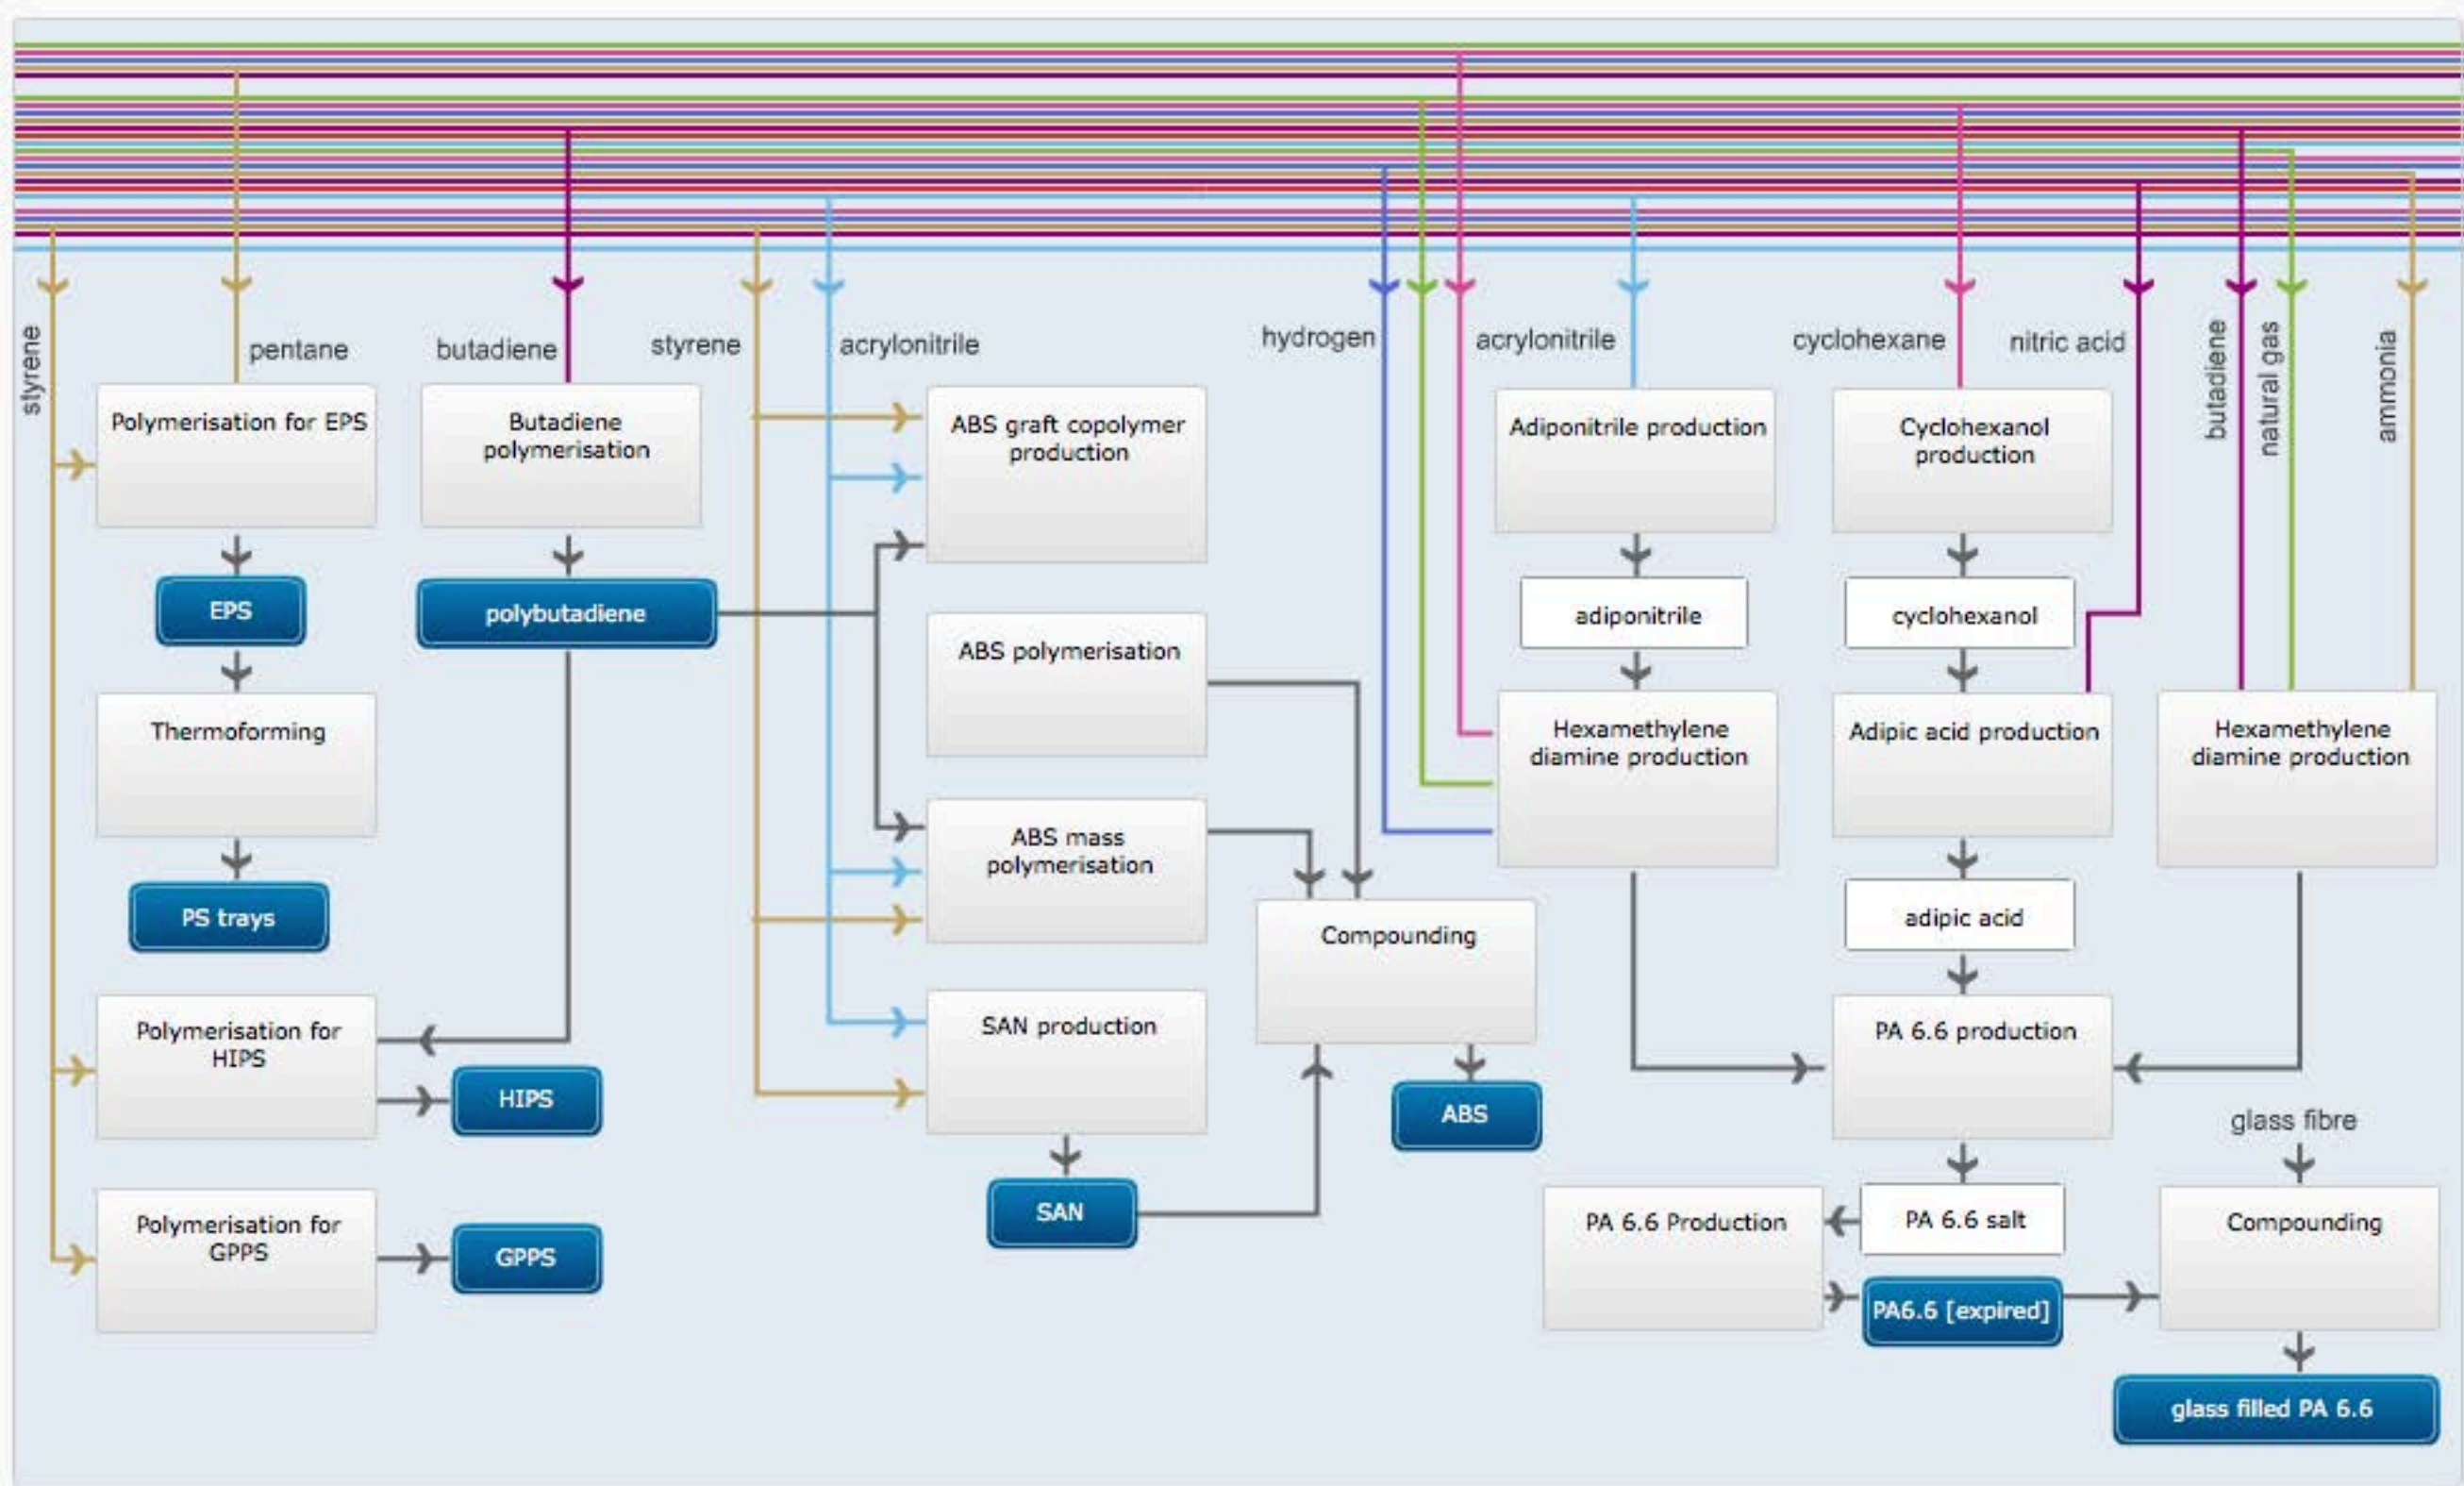 styrene
pentane
butadiene
styrene
acrylonitrile
hydrogen
acrylonitrile
cyclohexane
nitric acid
butadiene
natural gas
ammonia
Polymerisation for EPS
Butadiene
polymerisation
ABS graft copolymer
production
Adiponitrile production
Cyclohexanol
production
EPS
polybutadiene
adiponitrile
cyclohexanol
ABS polymerisation
Thermoforming
Hexamethylene
diamine production
Adipic acid production
Hexamethylene
diamine production
ABS mass
polymerisation
PS trays
Compounding
adipic acid
Polymerisation for
HIPS
SAN production
PA 6.6 production
HIPS
ABS
glass fibre
SAN
Polymerisation for
GPPS
GPPS
PA 6.6 Production
PA 6.6 salt
Compounding
PA6.6 [expired]
glass filled PA 6.6